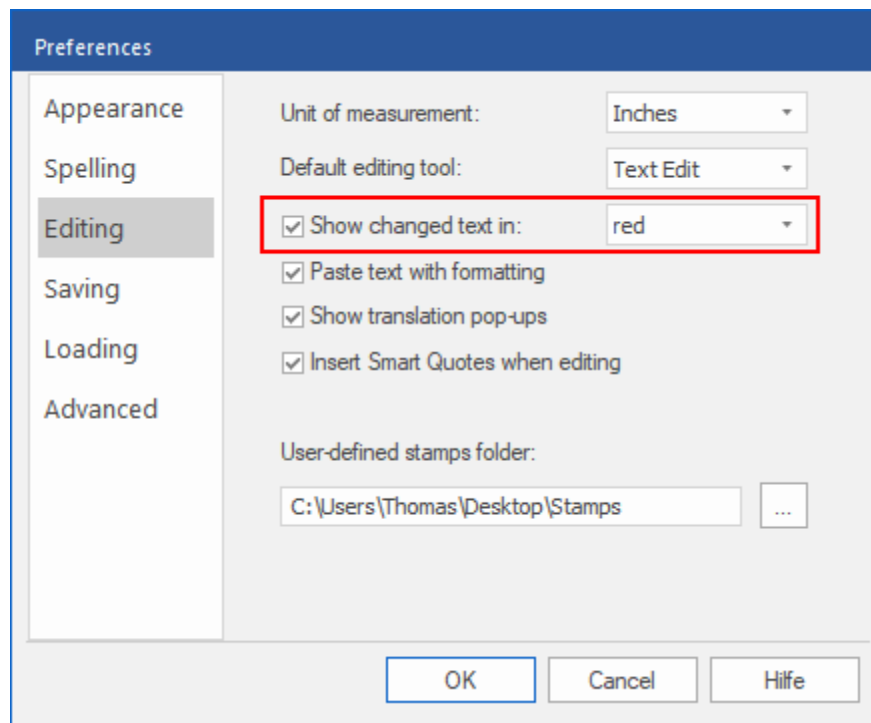 Preferences
Appearance
Spelling
Editing
Saving
Loading
Advanced
Unit of measurement: Inches
Default editing tool: Text Edit
Show changed text in: red
Paste text with formatting
Show translation pop-ups
Insert Smart Quotes when editing
User-defined stamps folder:
C:\Users\Thomas\Desktop\Stamps ...
OK Cancel Hilfe